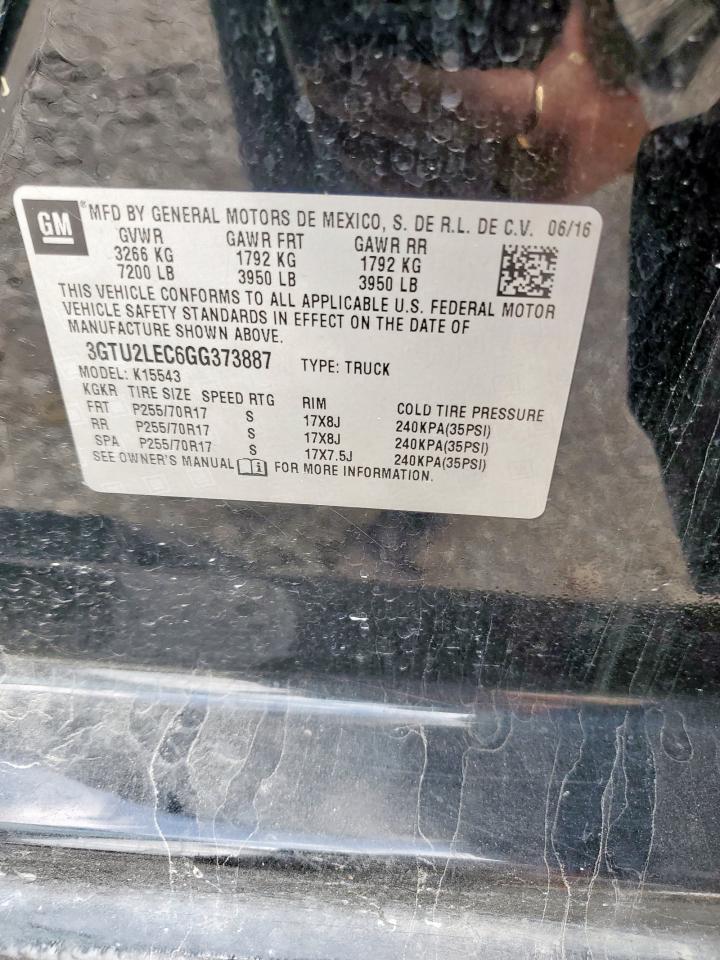 GM ® MFD BY GENERAL MOTORS DE MEXICO, S. DE R.L. DE C.V. 06/16
GVWR GAWR FRT GAWR RR
3266 KG 1792 KG 1792 KG
7200 LB 3950 LB 3950 LB
THIS VEHICLE CONFORMS TO ALL APPLICABLE U.S. FEDERAL MOTOR
VEHICLE SAFETY STANDARDS IN EFFECT ON THE DATE OF
MANUFACTURE SHOWN ABOVE.
3GTU2LEC6GG373887 TYPE: TRUCK
MODEL: K15543
KGKR TIRE SIZE SPEED RTG RIM COLD TIRE PRESSURE
FRT P255/70R17 S 17X8J 240KPA(35PSI)
RR P255/70R17 S 17X8J 240KPA(35PSI)
SPA P255/70R17 S 17X7.5J 240KPA(35PSI)
SEE OWNER'S MANUAL FOR MORE INFORMATION.